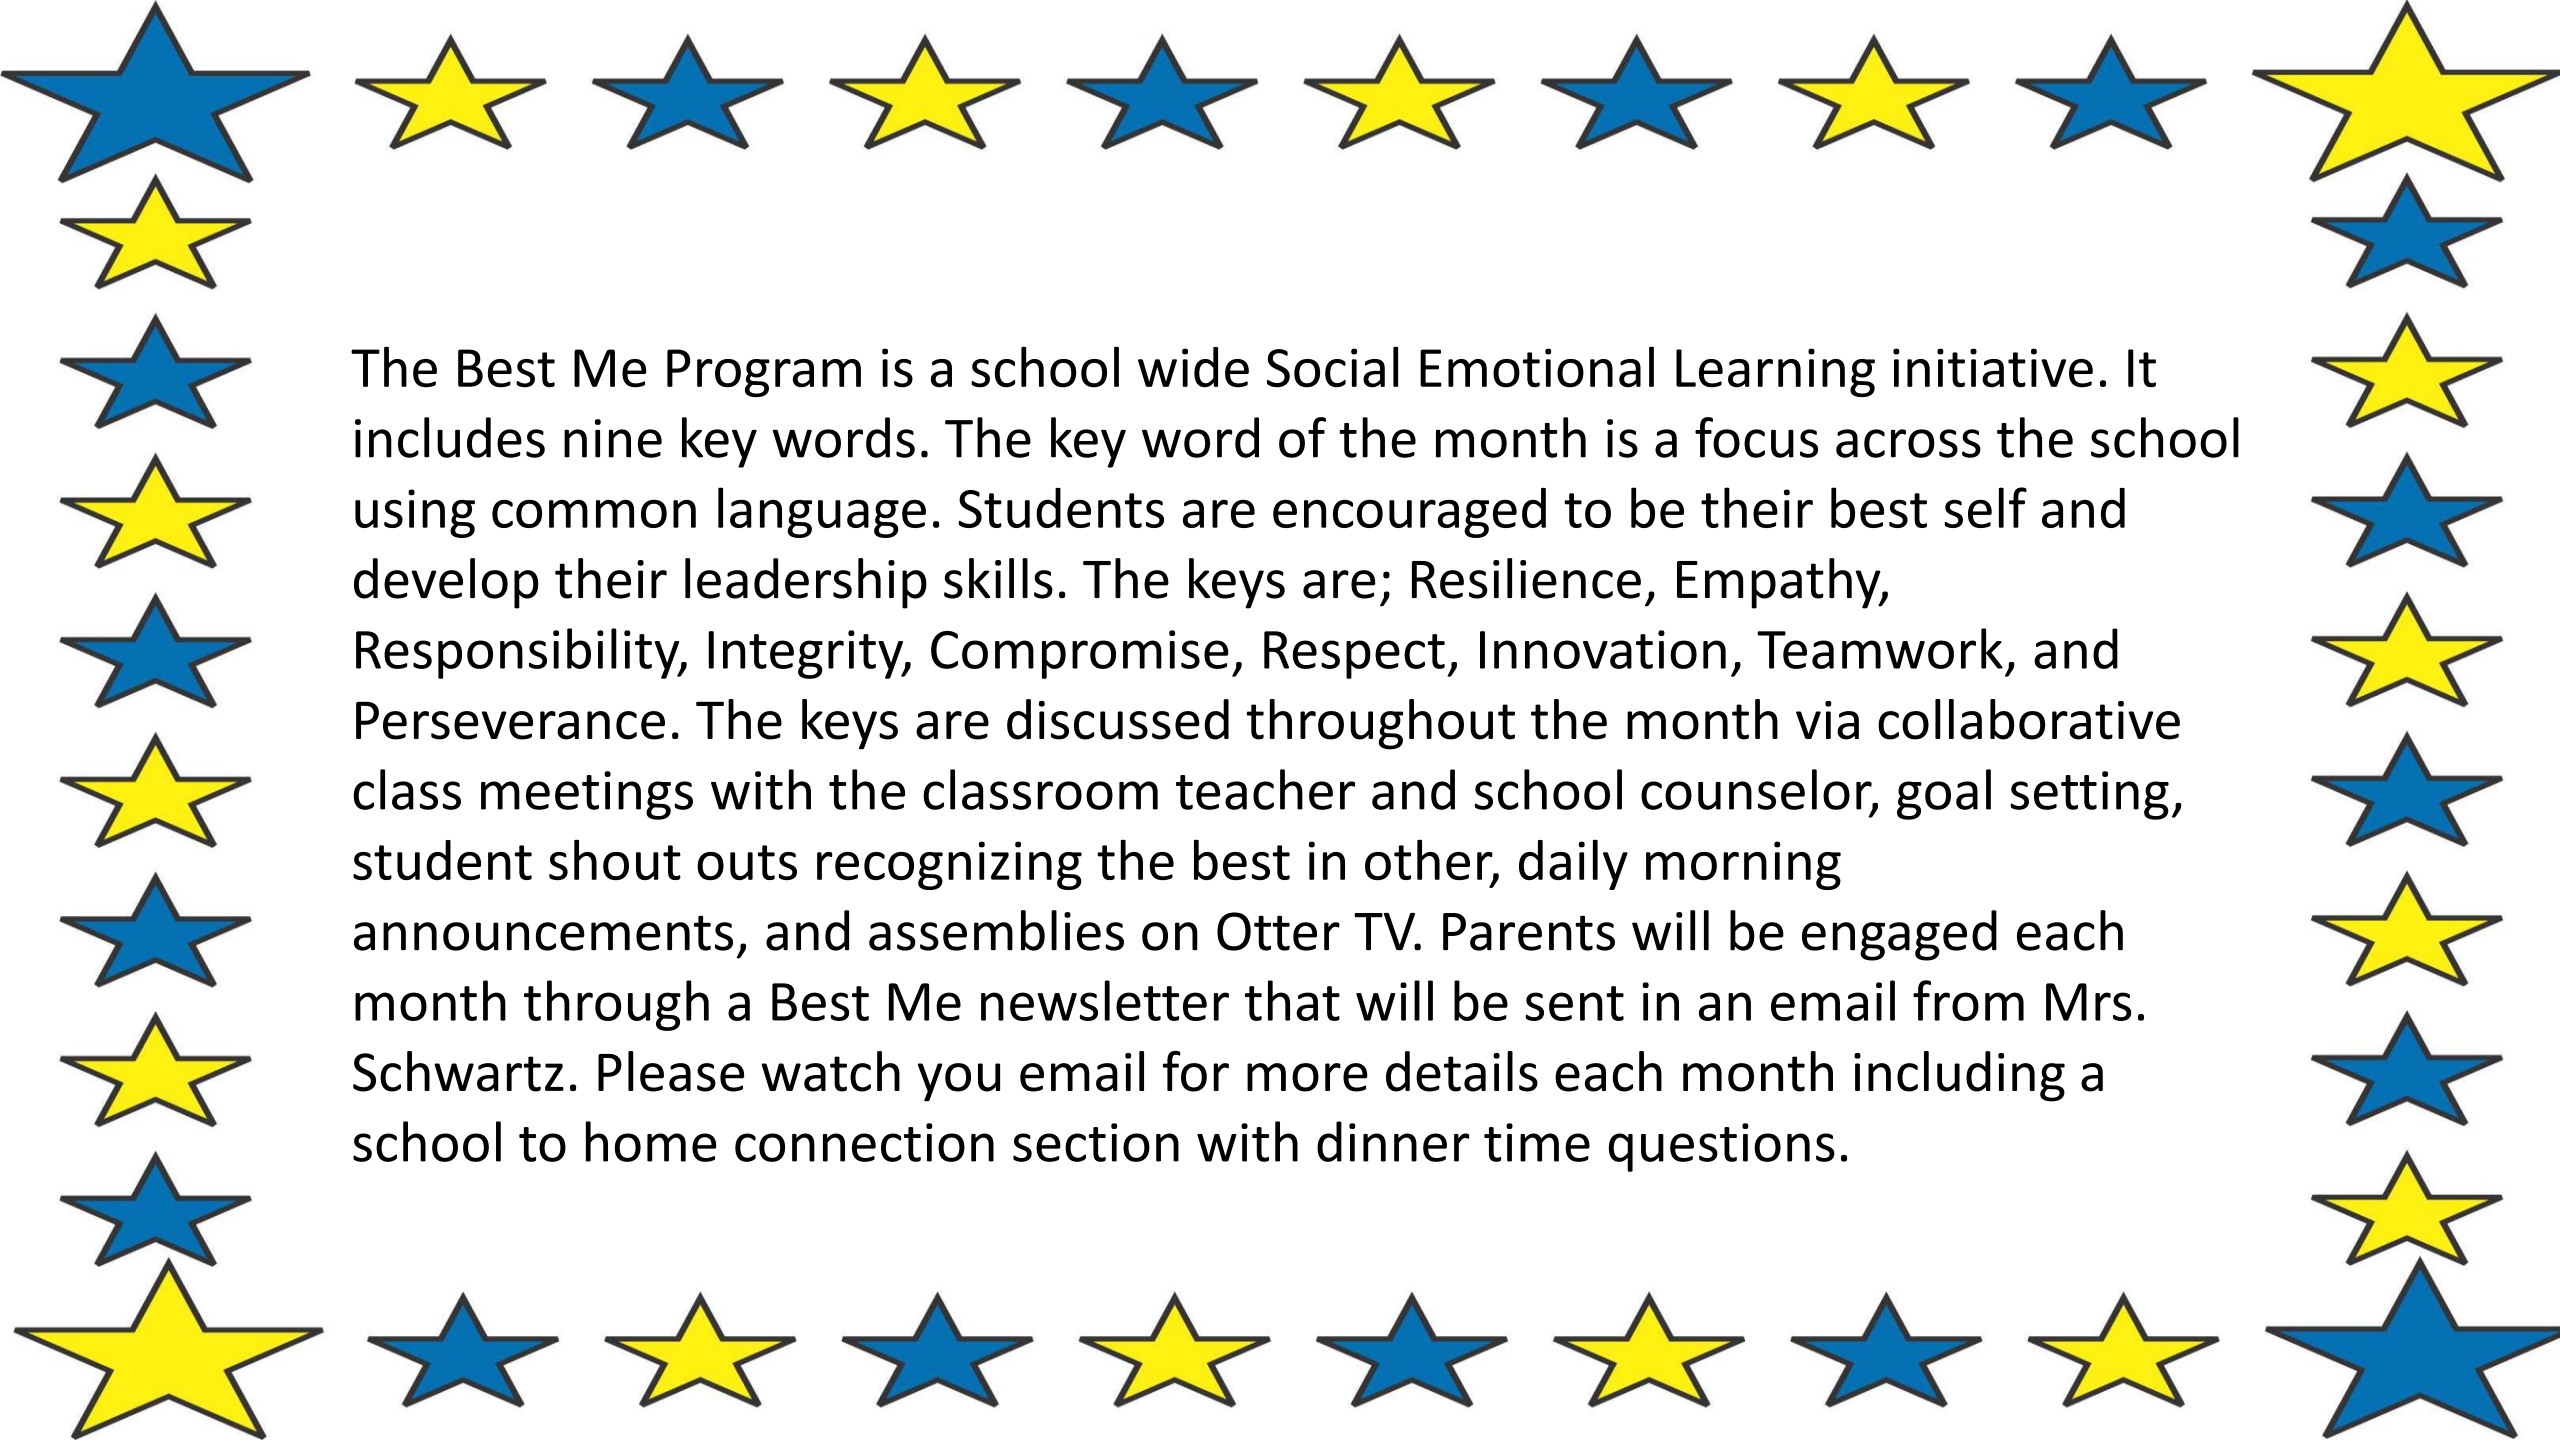 The Best Me Program is a school wide Social Emotional Learning initiative. It
includes nine key words. The key word of the month is a focus across the school
using common language. Students are encouraged to be their best self and
develop their leadership skills. The keys are; Resilience, Empathy,
Responsibility, Integrity, Compromise, Respect, Innovation, Teamwork, and
Perseverance. The keys are discussed throughout the month via collaborative
class meetings with the classroom teacher and school counselor, goal setting,
student shout outs recognizing the best in other, daily morning
announcements, and assemblies on Otter TV. Parents will be engaged each
month through a Best Me newsletter that will be sent in an email from Mrs.
Schwartz. Please watch you email for more details each month including a
school to home connection section with dinner time questions.